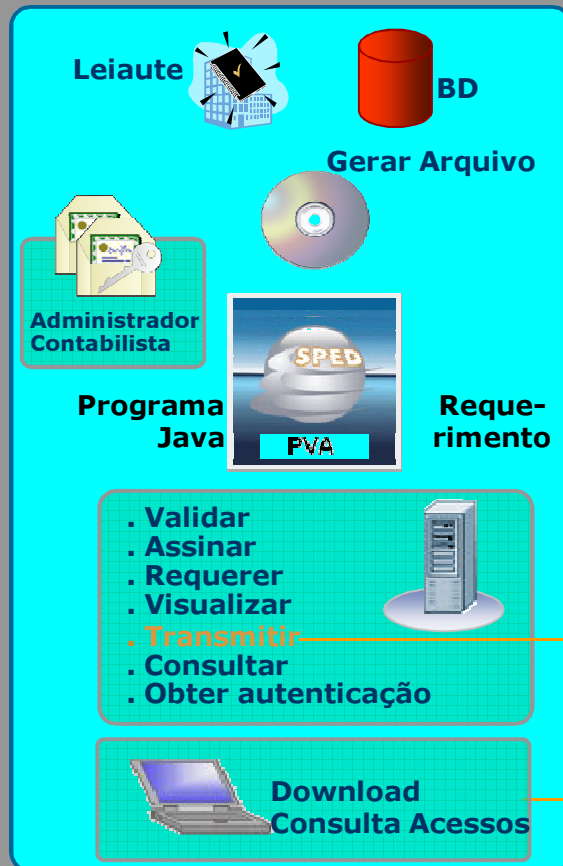 Leiaute
BD
Gerar Arquivo
Administrador
Contabilista
SPED
Programa
Java
PVA
Reque-
rimento
. Validar
. Assinar
. Requerer
. Visualizar
. Transmitir
. Consultar
. Obter autenticação
Download
Consulta Acessos